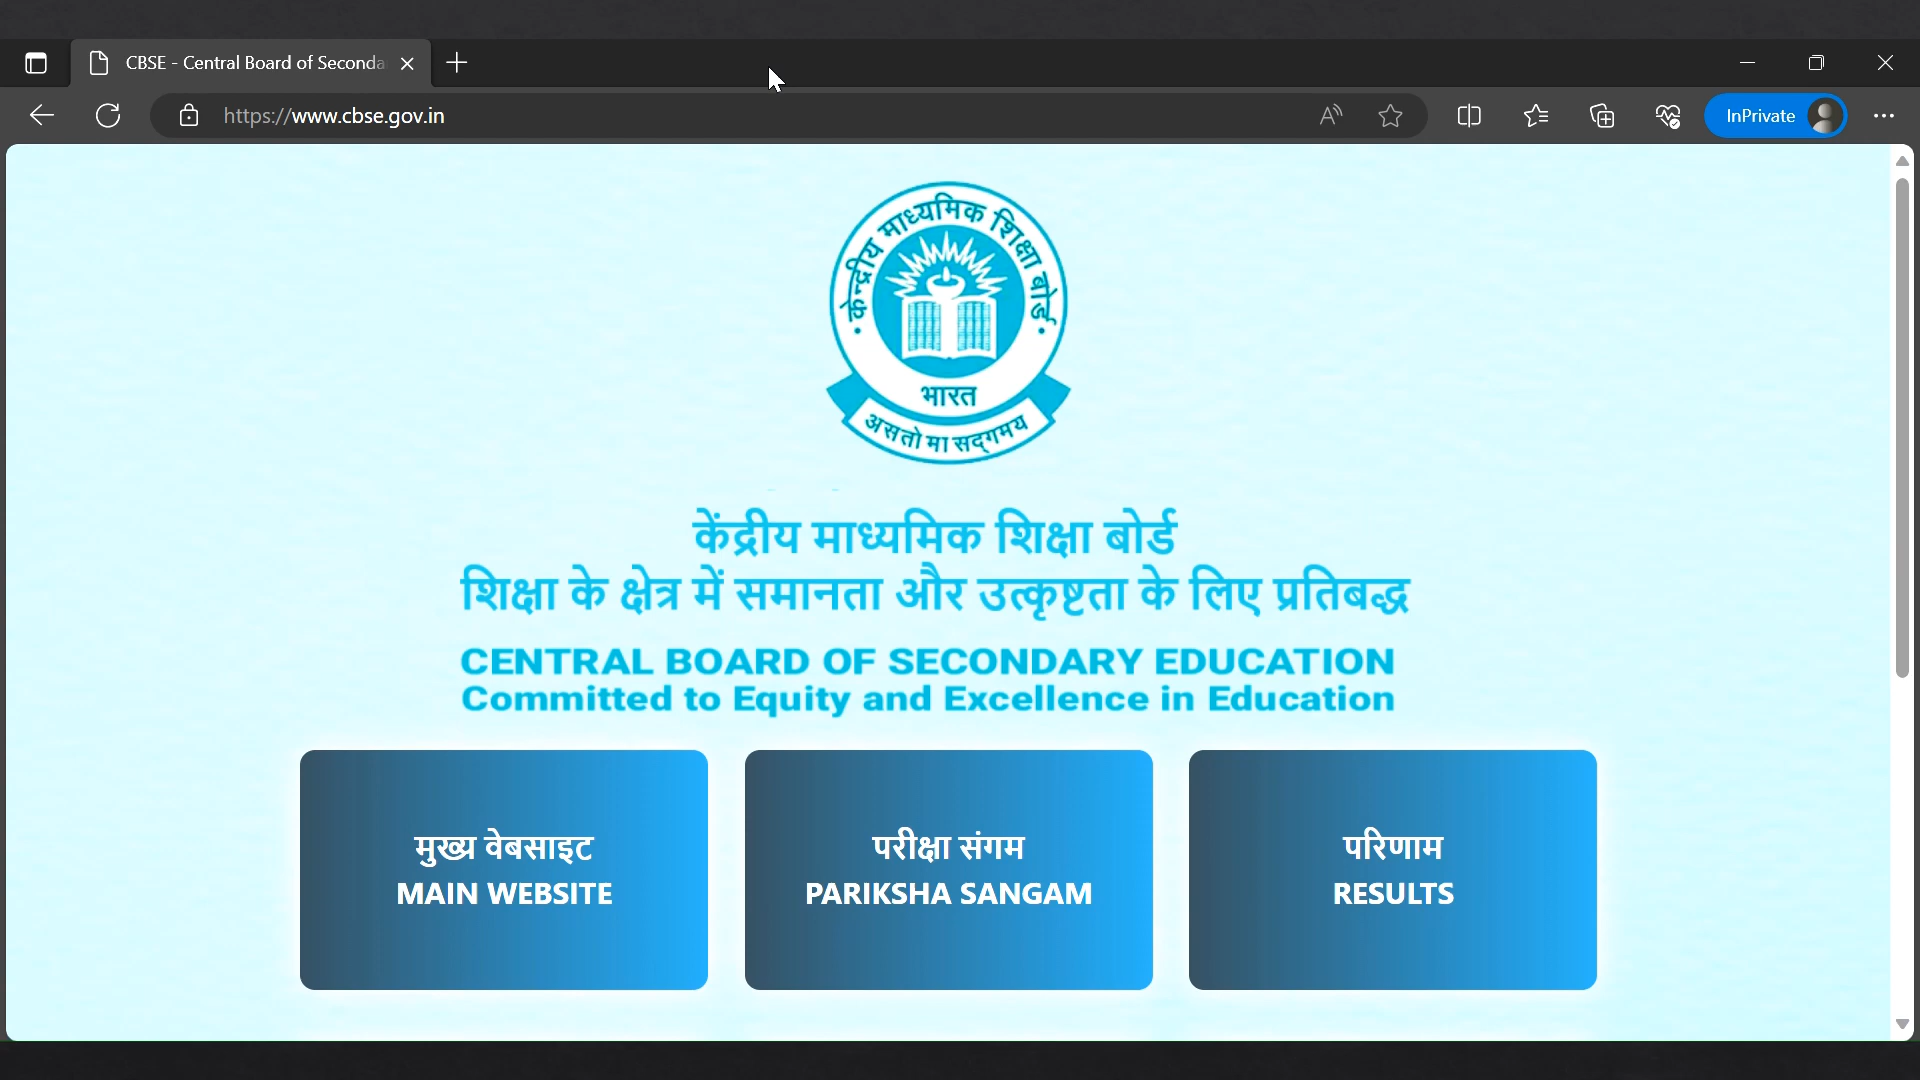 CBSE - Central Board of Seconda
https://www.cbse.gov.in
InPrivate
केन्द्रीय माध्यमिक शिक्षा बोर्ड
भारत
असतो मा सद्गमय
केंद्रीय माध्यमिक शिक्षा बोर्ड
शिक्षा के क्षेत्र में समानता और उत्कृष्टता के लिए प्रतिबद्ध
CENTRAL BOARD OF SECONDARY EDUCATION
Committed to Equity and Excellence in Education
मुख्य वेबसाइट
MAIN WEBSITE
परीक्षा संगम
PARIKSHA SANGAM
परिणाम
RESULTS